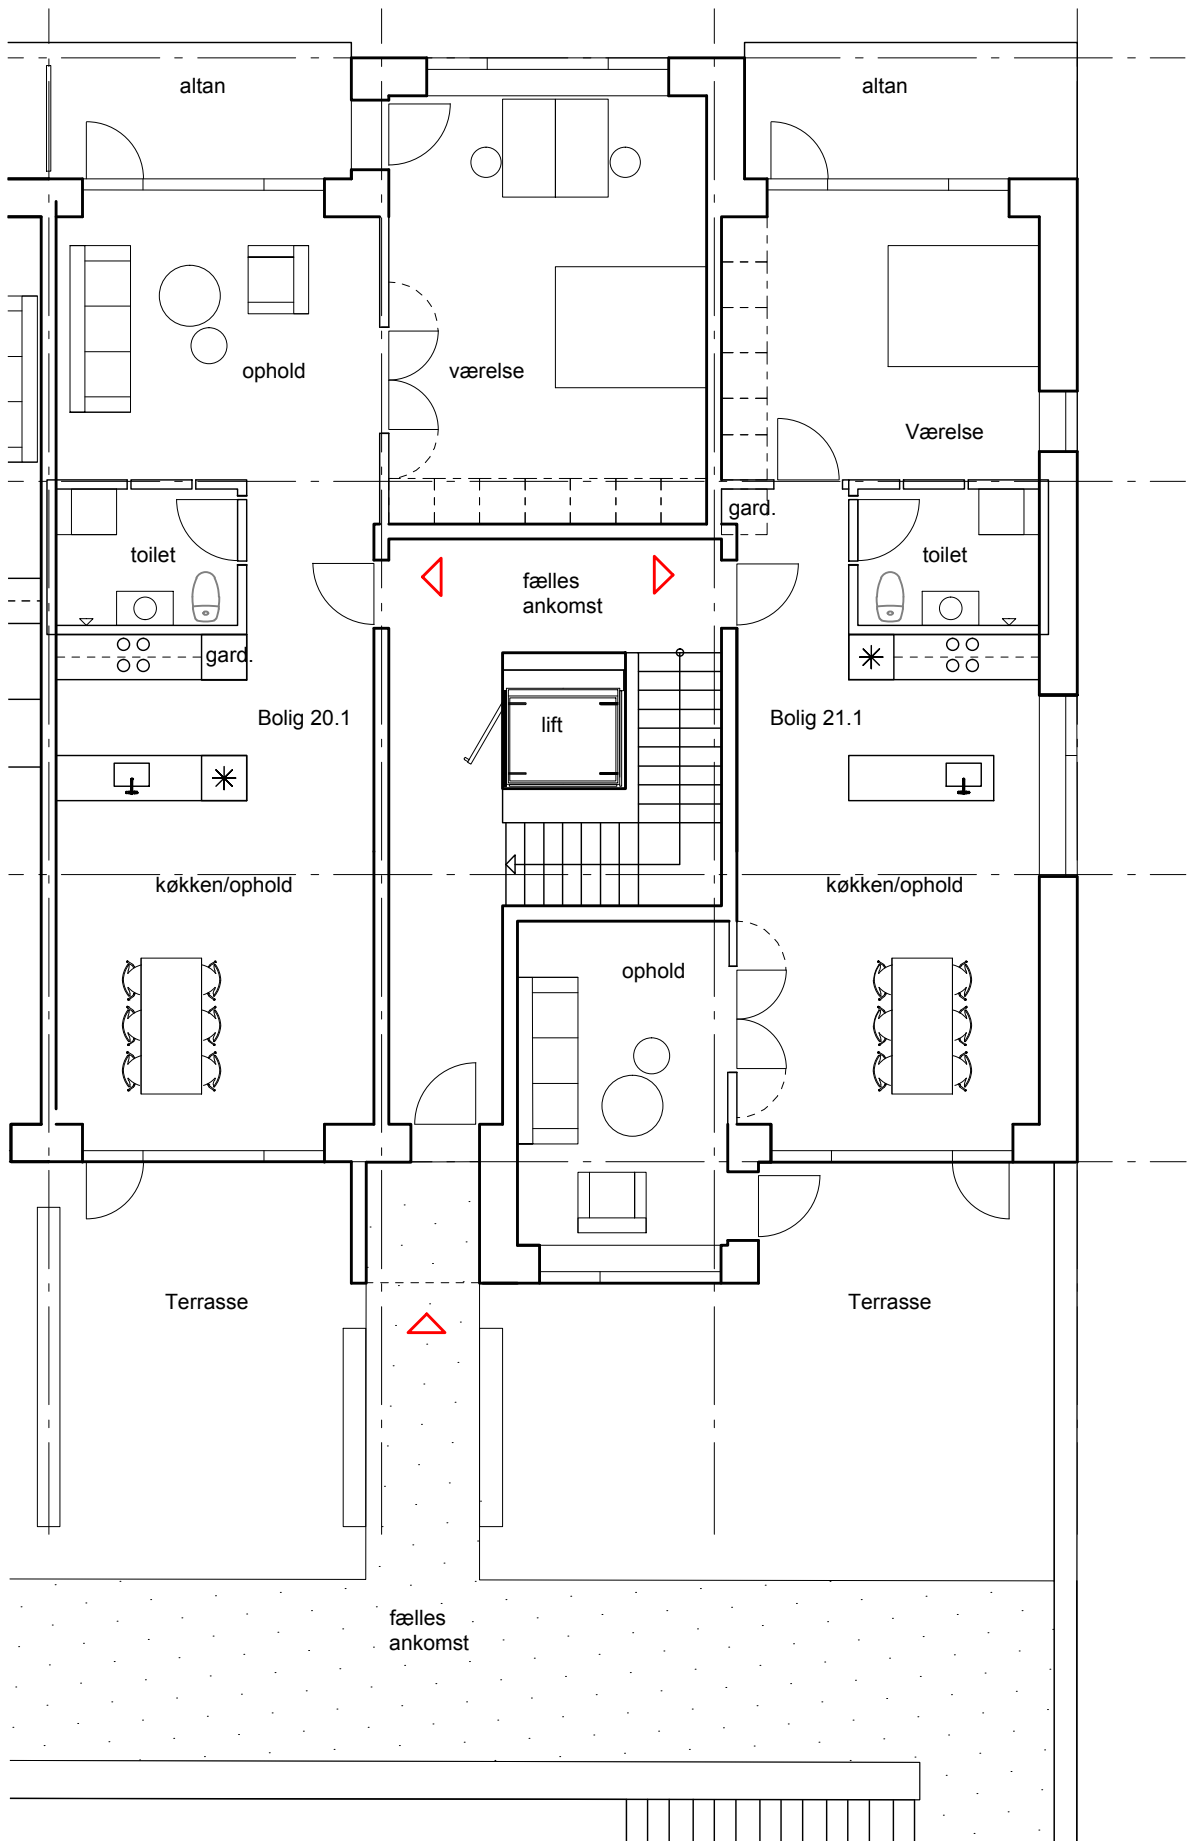 altan
altan
ophold
værelse
Værelse
gard.
toilet
fælles
ankomst
toilet
gard.
Bolig 20.1
lift
Bolig 21.1
køkken/ophold
køkken/ophold
ophold
Terrasse
Terrasse
fælles
ankomst